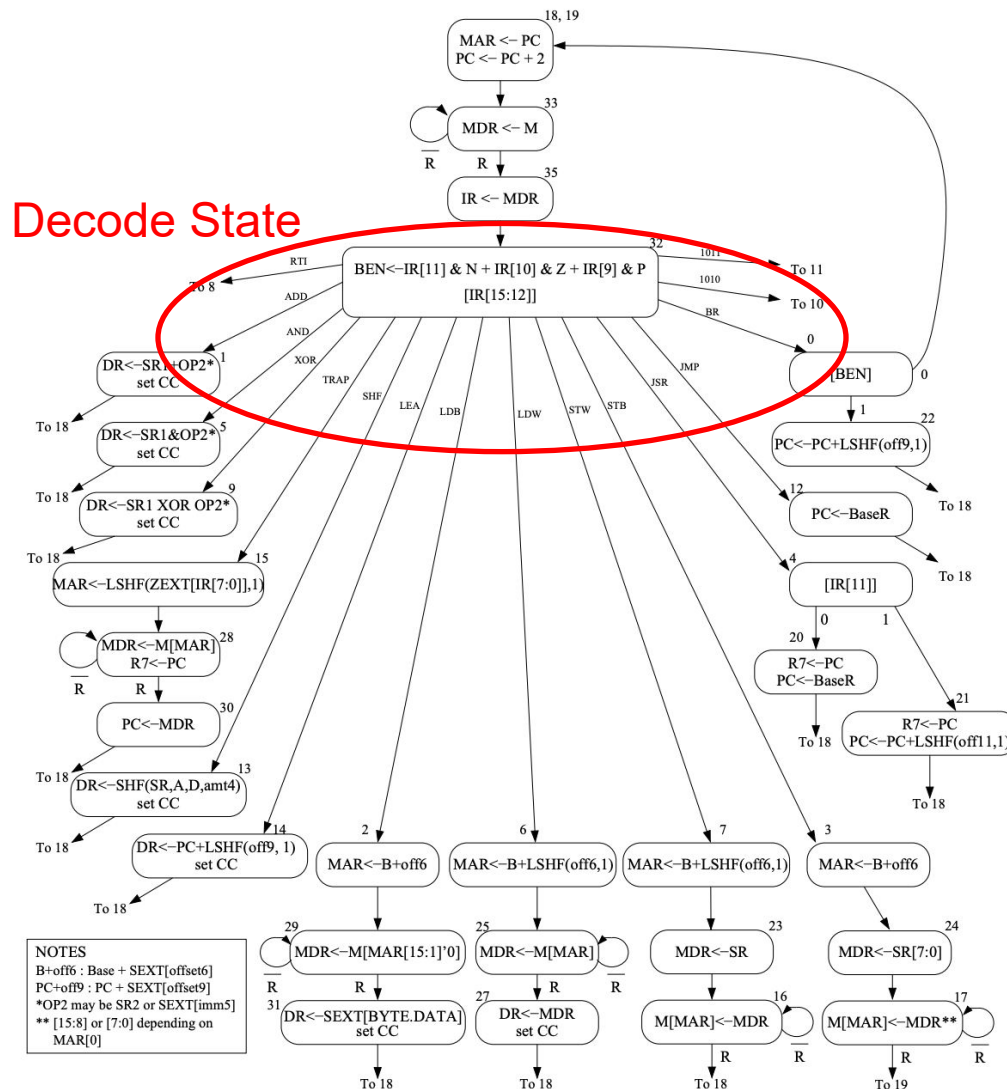 18, 19
MAR <− PC
PC <− PC + 2
33
MDR <− M
R
R
35
IR <− MDR
Decode State
32
BEN<−IR[11] & N + IR[10] & Z + IR[9] & P
[IR[15:12]]
RTI
To 8
1011
To 11
1010
To 10
ADD
AND
XOR
TRAP
SHF
LEA
LDB
LDW
STW
STB
JSR
JMP
BR
1
DR<−SR1+OP2*
set CC
To 18
5
DR<−SR1&OP2*
set CC
To 18
9
DR<−SR1 XOR OP2*
set CC
To 18
15
MAR<−LSHF(ZEXT[IR[7:0]],1)
28
MDR<−M[MAR]
R7<−PC
R
R
30
PC<−MDR
To 18
13
DR<−SHF(SR,A,D,amt4)
set CC
To 18
14
DR<−PC+LSHF(off9, 1)
set CC
To 18
0
[BEN]
0
1
22
PC<−PC+LSHF(off9,1)
To 18
12
PC<−BaseR
To 18
4
[IR[11]]
0
1
20
R7<−PC
PC<−BaseR
To 18
21
R7<−PC
PC<−PC+LSHF(off11,1)
To 18
2
MAR<−B+off6
6
MAR<−B+LSHF(off6,1)
7
MAR<−B+LSHF(off6,1)
3
MAR<−B+off6
29
MDR<−M[MAR[15:1]'0]
R
R
25
MDR<−M[MAR]
R
R
23
MDR<−SR
24
MDR<−SR[7:0]
31
DR<−SEXT[BYTE.DATA]
set CC
To 18
27
DR<−MDR
set CC
To 18
16
M[MAR]<−MDR
R
R
To 18
17
M[MAR]<−MDR**
R
R
To 19
NOTES
B+off6 : Base + SEXT[offset6]
PC+off9 : PC + SEXT[offset9]
*OP2 may be SR2 or SEXT[imm5]
** [15:8] or [7:0] depending on
MAR[0]